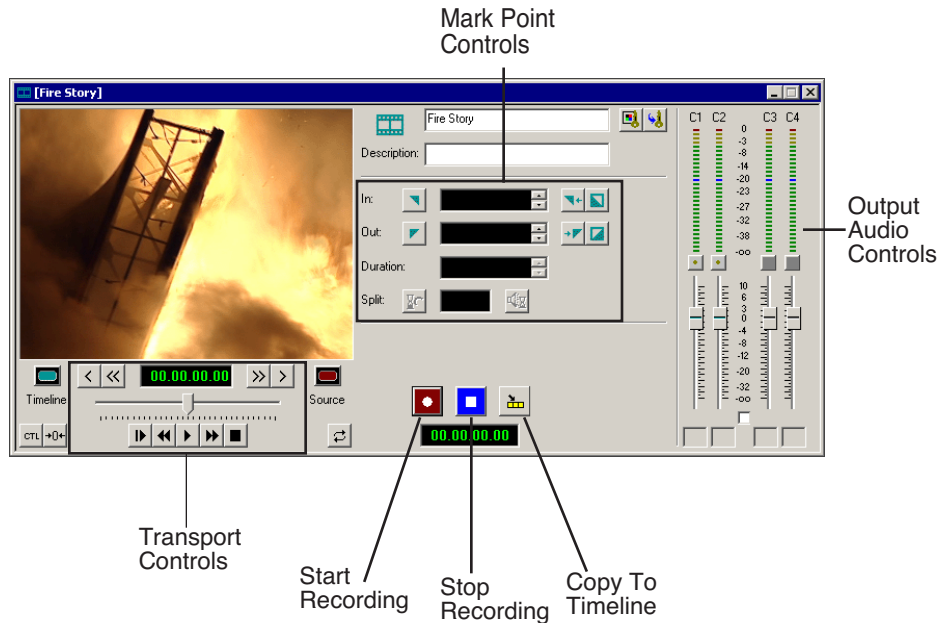 Mark Point
Controls
[Fire Story]
Fire Story
Description:
In:
Out:
Duration:
Split:
C1 C2 C3 C4
0
-3
-8
-14
-20
-23
-27
-32
-38
-oo
10
6
3
0
-4
-8
-12
-20
-32
-oo
Output
Audio
Controls
00.00.00.00
Timeline
Source
CTL
→0←
00.00.00.00
Transport
Controls
Start
Recording
Stop
Recording
Copy To
Timeline